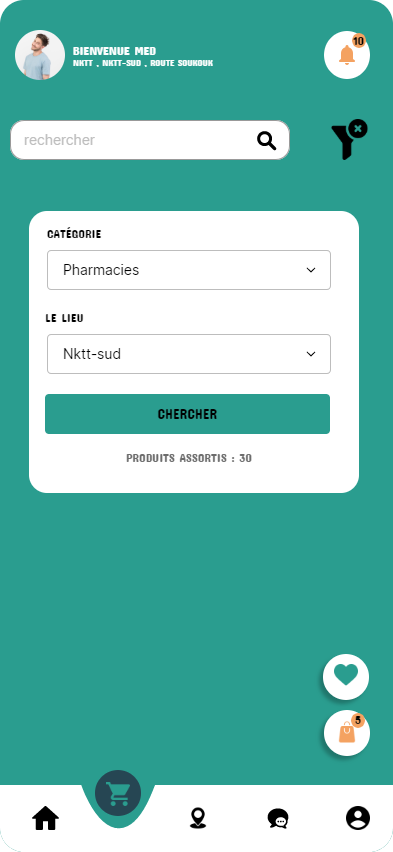 BIENVENUE MED
NKTT , NKTT-SUD , ROUTE SOUKOUK
10
rechercher
CATÉGORIE
Pharmacies
LE LIEU
Nktt-sud
CHERCHER
PRODUITS ASSORTIS : 30
5